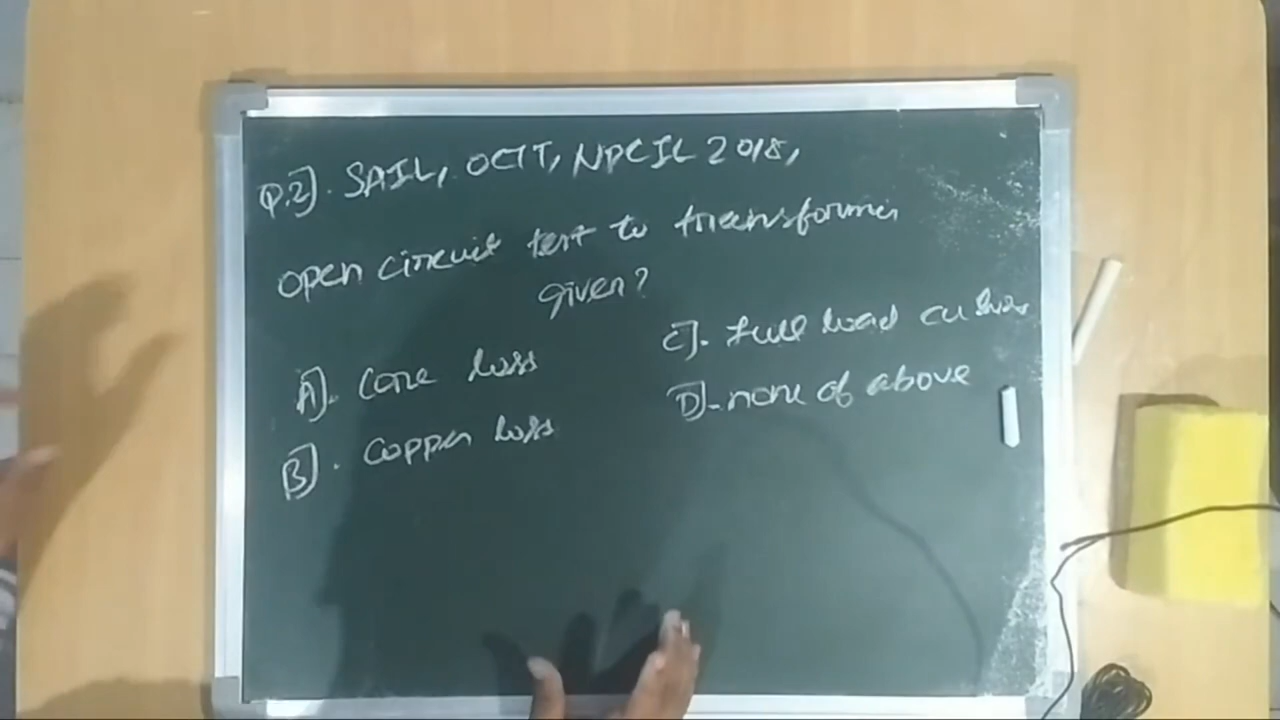 Q.2]. SAIL, OCTT, NPCIL 2018,
open circuit test to transformer
given?
A]. Core loss
B]. Copper loss
C]. Full load cu loss
D]. none of above